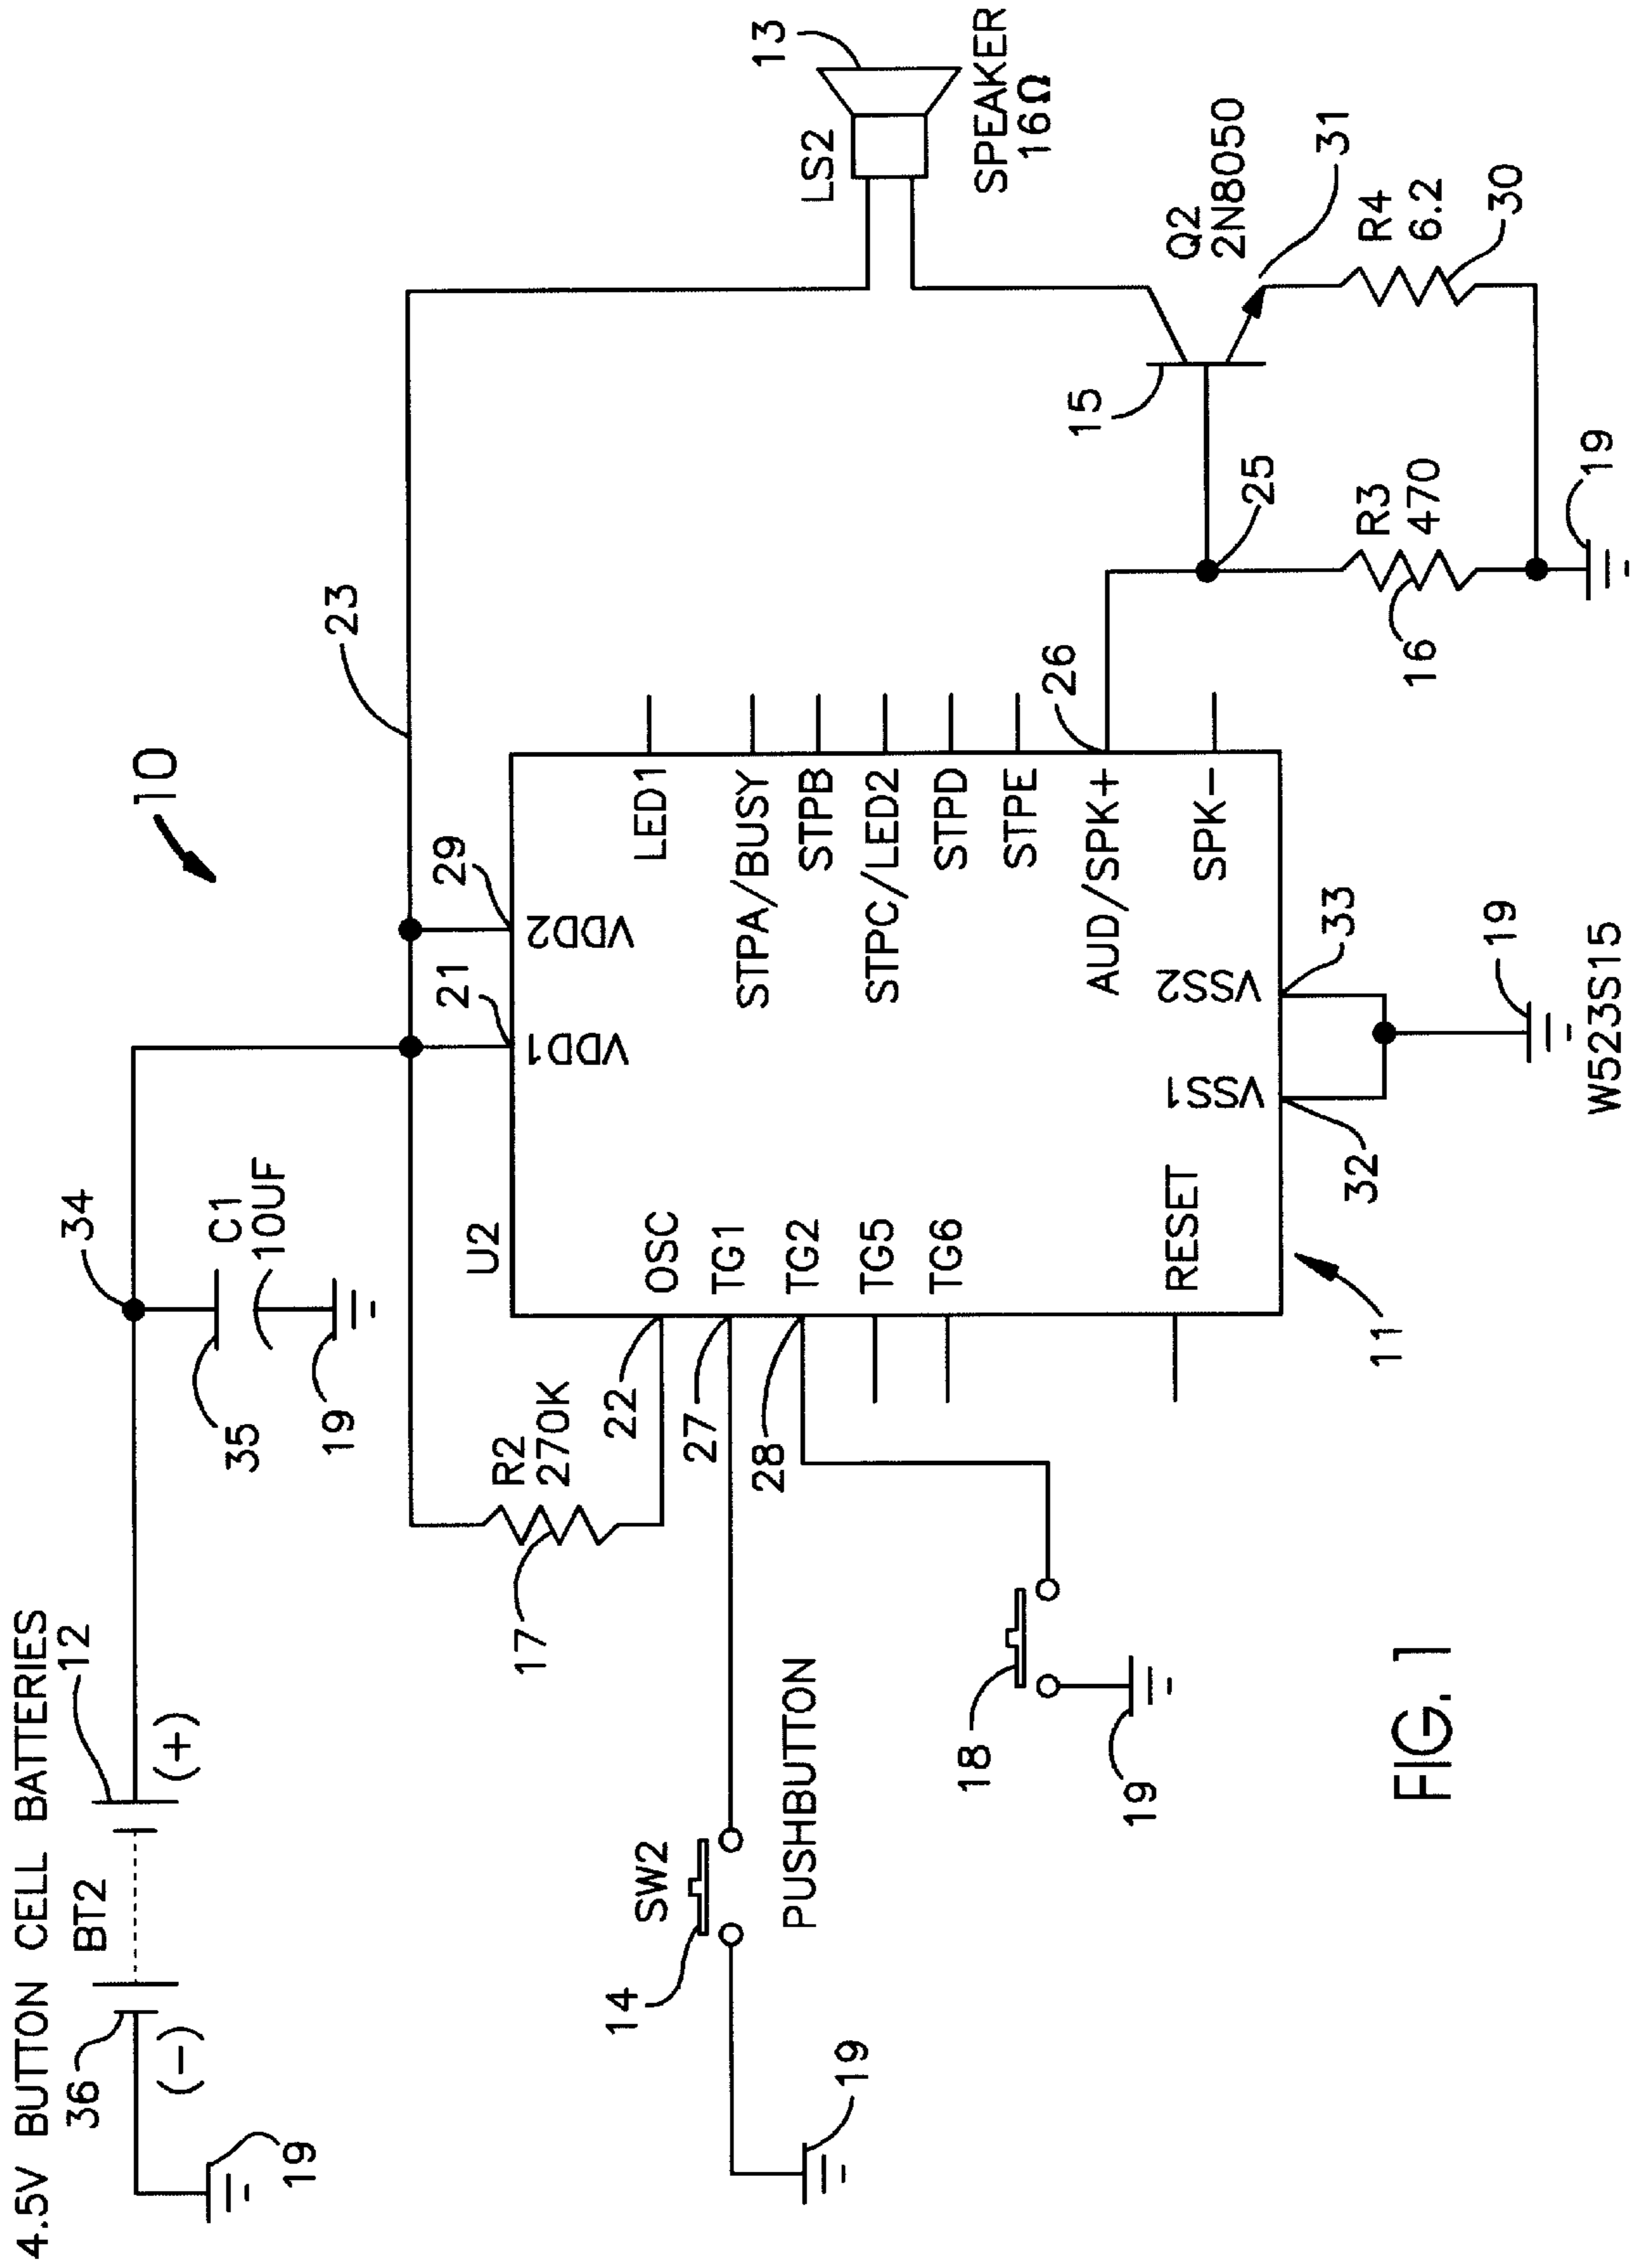 4.5V BUTTON CELL BATTERIES
36
BT2
12
(-)
(+)
19
34
C1
10UF
35
19
10
23
R2
270K
17
22
27
28
U2
21
29
VDD1
VDD2
OSC
TG1
TG2
TG5
TG6
RESET
LED1
STPA/BUSY
STPB
STPC/LED2
STPD
STPE
AUD/SPK+
SPK-
VSS1
VSS2
26
32
33
11
19
W523S15
SW2
14
PUSHBUTTON
19
18
19
LS2
13
SPEAKER
16Ω
Q2
2N8050
15
31
25
R3
470
16
R4
6.2
30
19
FIG. 1